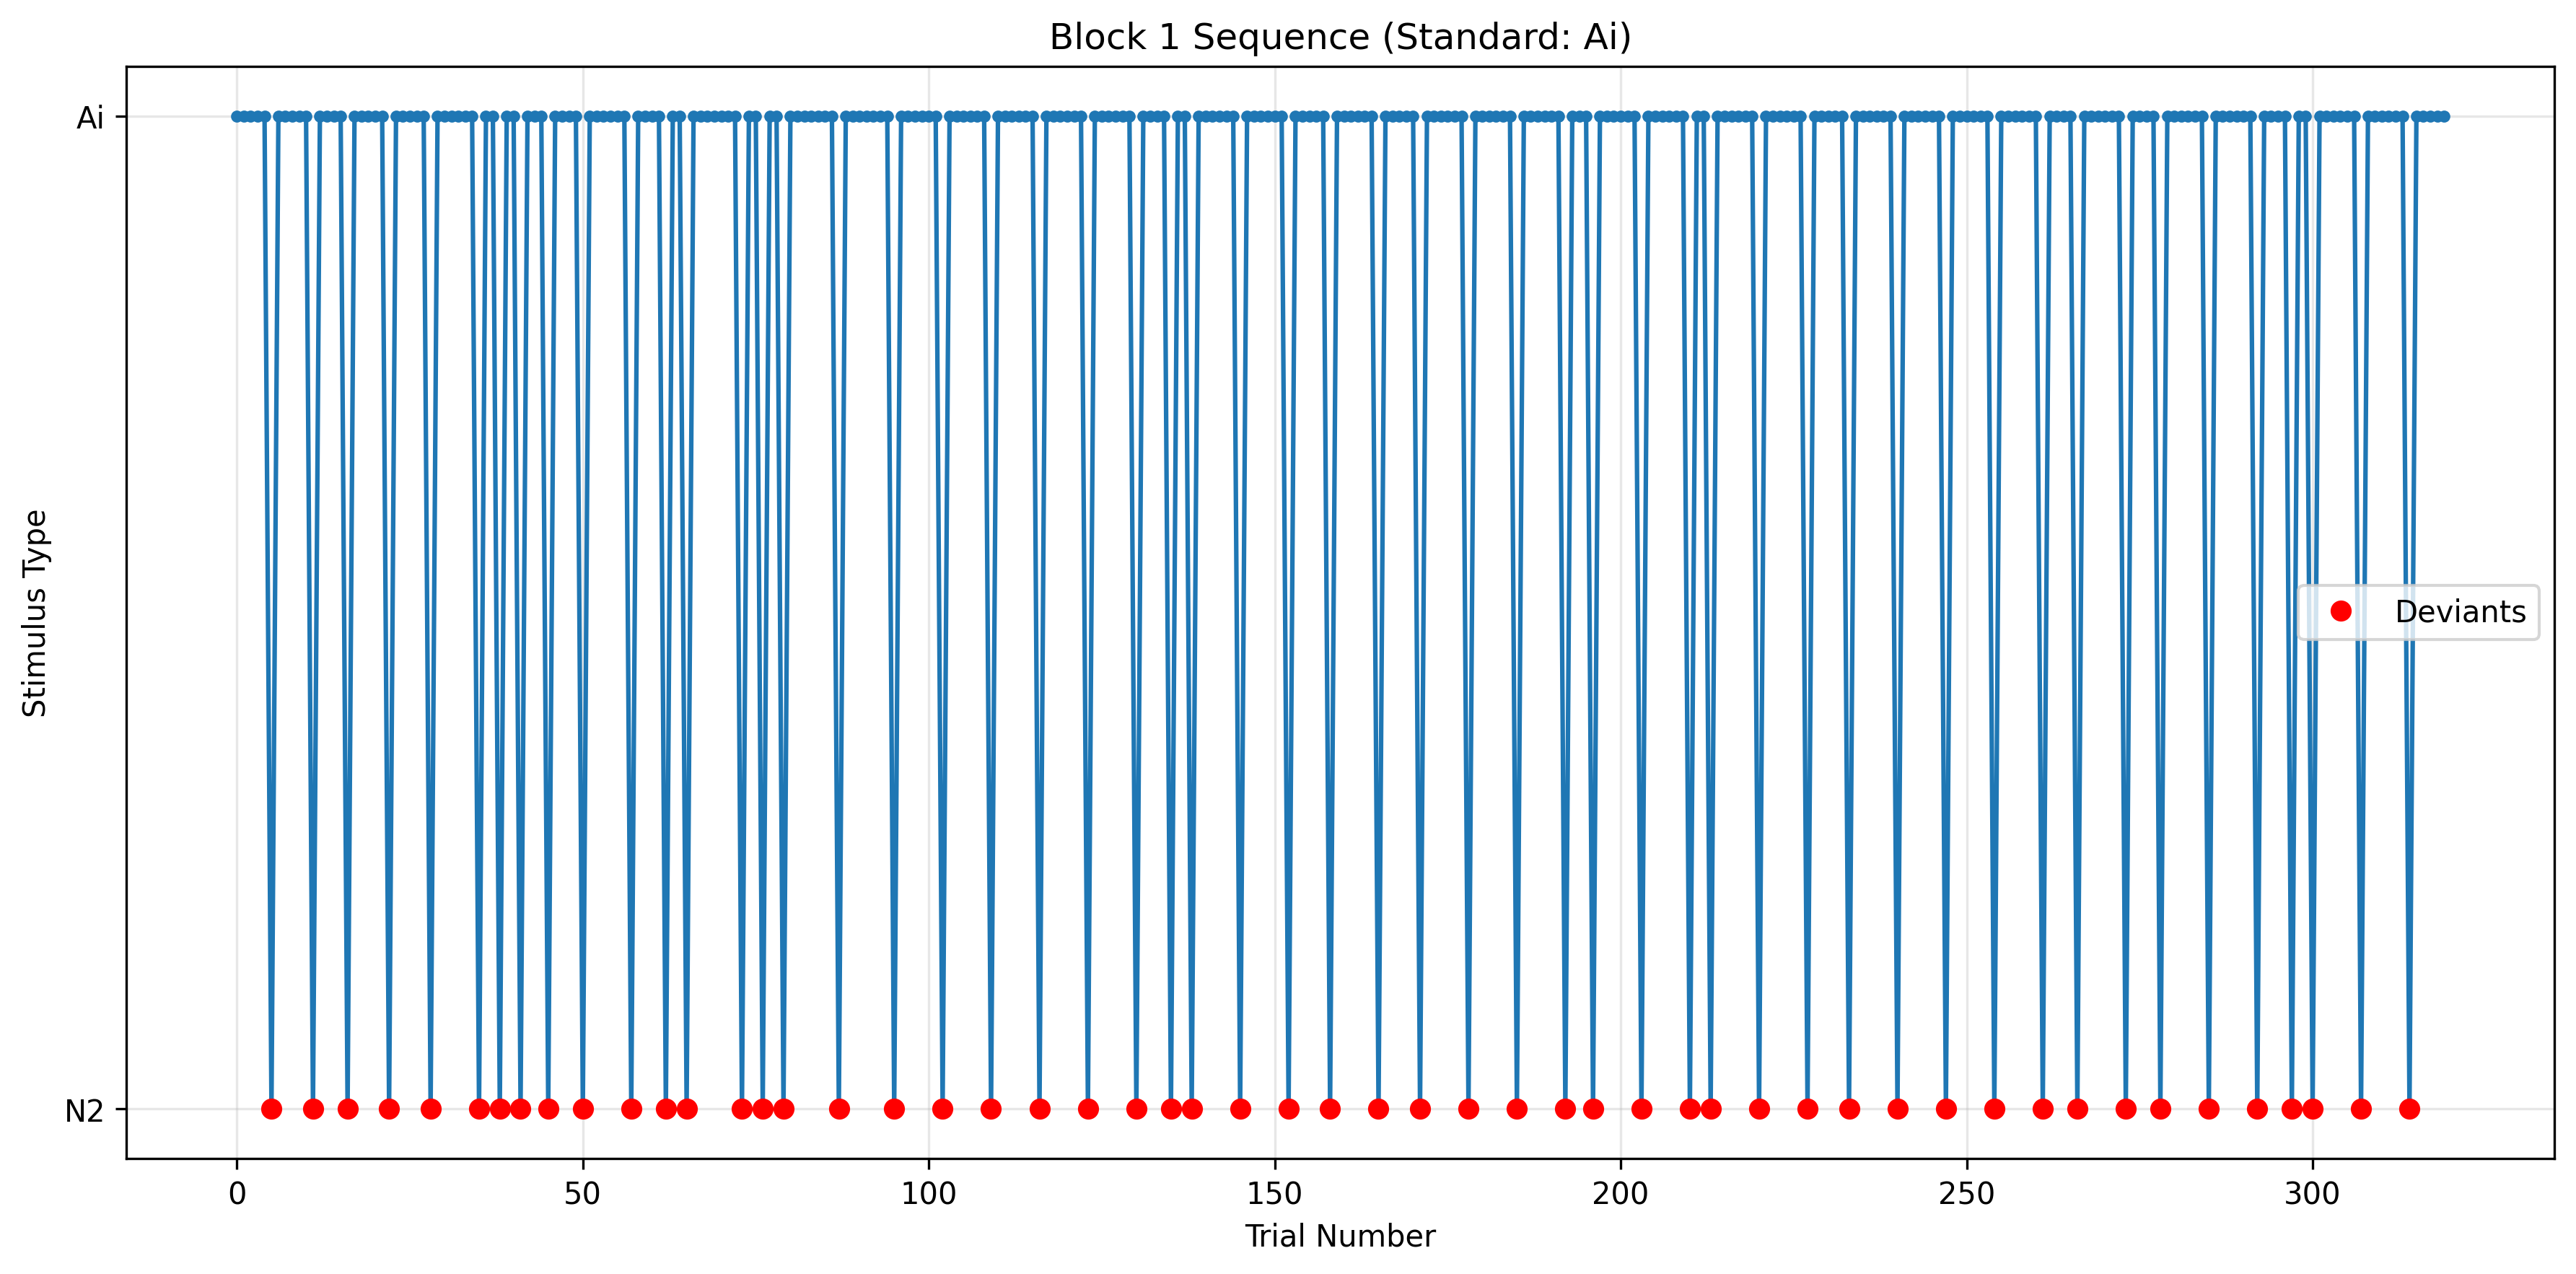 Block 1 Sequence (Standard: Ai)
Ai
Stimulus Type
Deviants
N2
0 50 100 150 200 250 300
Trial Number